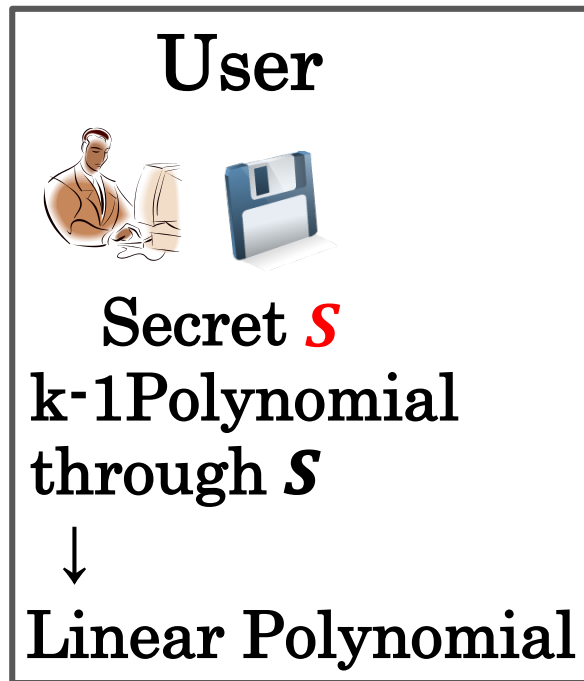 User
Secret S
k-1Polynomial
through S
↓
Linear Polynomial